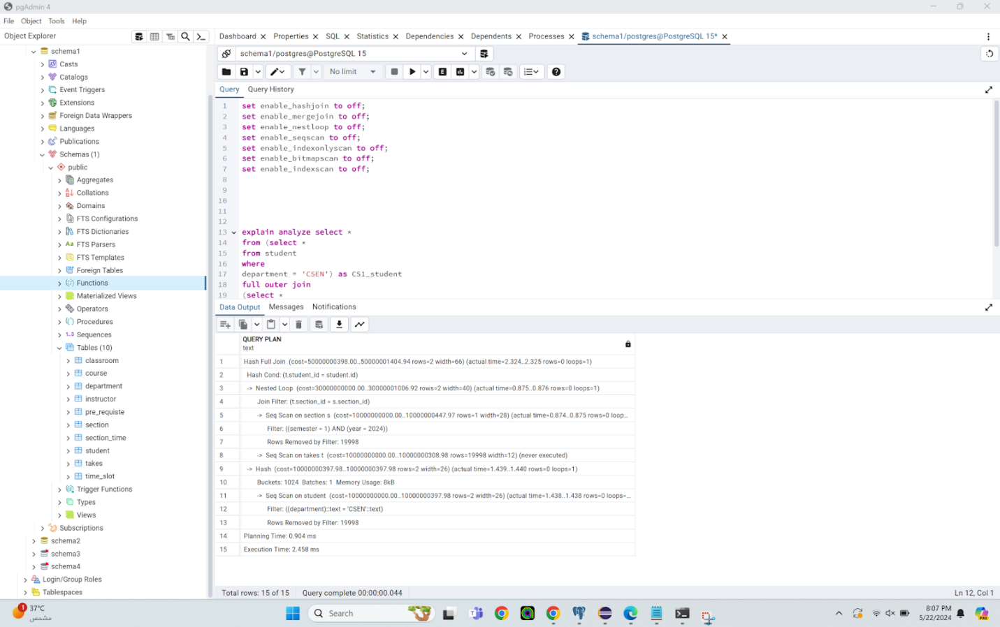 pgAdmin 4
File Object Tools Help
Object Explorer
Dashboard Properties SQL Statistics Dependencies Dependents Processes schema1/postgres@PostgreSQL 15*
schema1/postgres@PostgreSQL 15
No limit
Query Query History
schema1
Casts
Catalogs
Event Triggers
Extensions
Foreign Data Wrappers
Languages
Publications
Schemas (1)
public
Aggregates
Collations
Domains
FTS Configurations
FTS Dictionaries
FTS Parsers
FTS Templates
Foreign Tables
Functions
Materialized Views
Operators
Procedures
1..3 Sequences
Tables (10)
classroom
course
department
instructor
pre_requiste
section
section_time
student
takes
time_slot
Trigger Functions
Types
Views
Subscriptions
schema2
schema3
schema4
Login/Group Roles
Tablespaces
1 set enable_hashjoin to off;
2 set enable_mergejoin to off;
3 set enable_nestloop to off;
4 set enable_seqscan to off;
5 set enable_indexonlyscan to off;
6 set enable_bitmapscan to off;
7 set enable_indexscan to off;
8
9
10
11
12
13 explain analyze select *
14 from (select *
15 from student
16 where
17 department = 'CSEN') as CS1_student
18 full outer join
19 (select *
Data Output Messages Notifications
QUERY PLAN
text
1 Hash Full Join (cost=50000000398.00..50000001404.94 rows=2 width=66) (actual time=2.324..2.325 rows=0 loops=1)
2 Hash Cond: (t.student_id = student.id)
3 -> Nested Loop (cost=30000000000.00..30000001006.92 rows=2 width=40) (actual time=0.875..0.876 rows=0 loops=1)
4 Join Filter: (t.section_id = s.section_id)
5 -> Seq Scan on section s (cost=10000000000.00..10000000447.97 rows=1 width=28) (actual time=0.874..0.875 rows=0 loop...
6 Filter: ((semester = 1) AND (year = 2024))
7 Rows Removed by Filter: 19998
8 -> Seq Scan on takes t (cost=10000000000.00..10000000308.98 rows=19998 width=12) (never executed)
9 -> Hash (cost=10000000397.98..10000000397.98 rows=2 width=26) (actual time=1.439..1.440 rows=0 loops=1)
10 Buckets: 1024 Batches: 1 Memory Usage: 8kB
11 -> Seq Scan on student (cost=10000000000.00..10000000397.98 rows=2 width=26) (actual time=1.438..1.438 rows=0 loops=...
12 Filter: ((department)::text = 'CSEN'::text)
13 Rows Removed by Filter: 19998
14 Planning Time: 0.904 ms
15 Execution Time: 2.458 ms
Total rows: 15 of 15 Query complete 00:00:00.044 Ln 12, Col 1
1
37°C
مشمس
Search
8:07 PM
5/22/2024